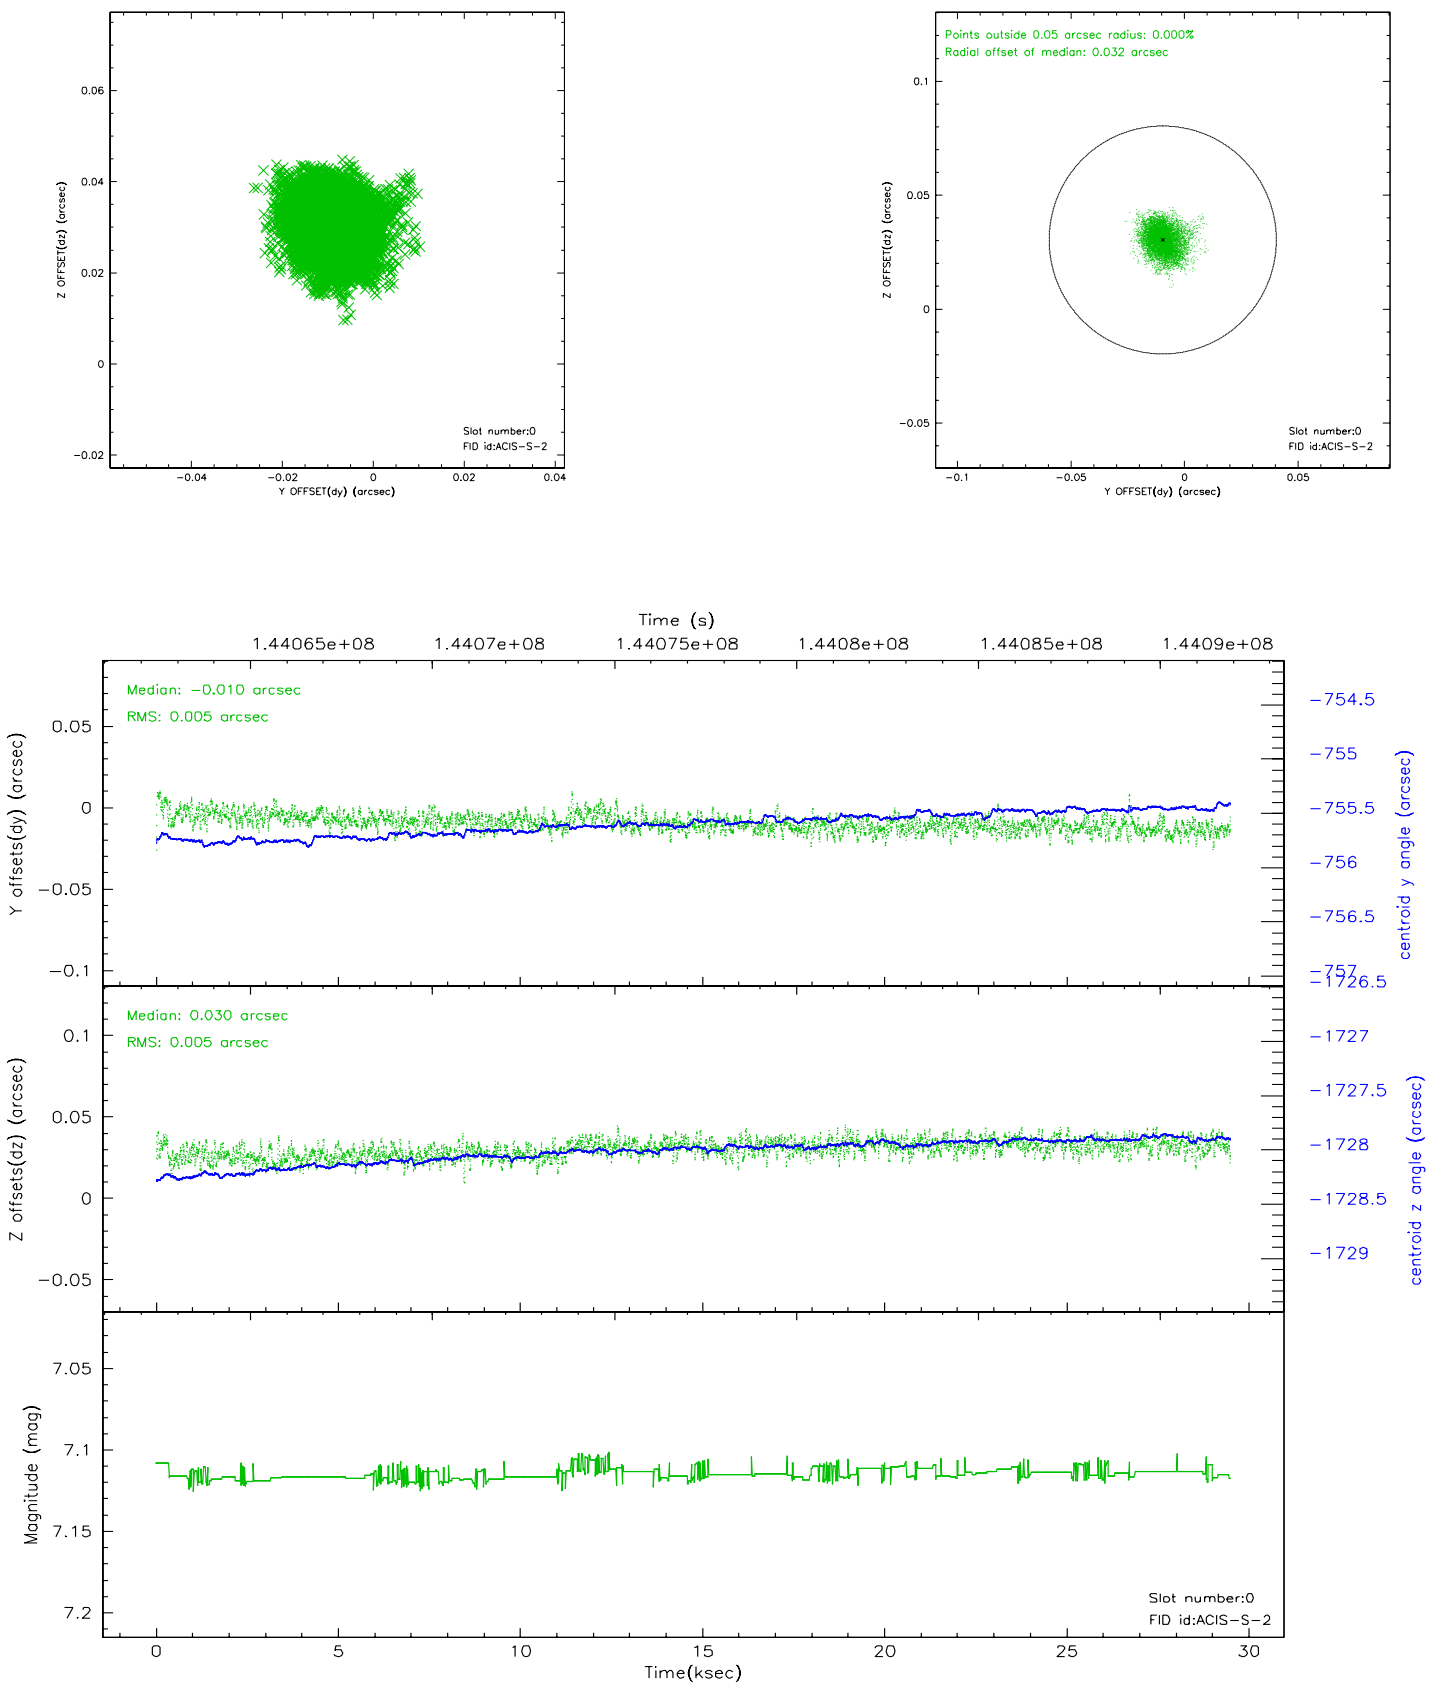 0.06
0.04
0.02
0
-0.02
Z OFFSET(dz) (arcsec)
Slot number:0
FID id:ACIS-S-2
-0.04 -0.02 0 0.02 0.04
Y OFFSET(dy) (arcsec)
Points outside 0.05 arcsec radius: 0.000%
Radial offset of median: 0.032 arcsec
0.1
0.05
0
-0.05
Z OFFSET(dz) (arcsec)
Slot number:0
FID id:ACIS-S-2
-0.1 -0.05 0 0.05
Y OFFSET(dy) (arcsec)
Time (s)
1.44065e+08 1.4407e+08 1.44075e+08 1.4408e+08 1.44085e+08 1.4409e+08
Median: -0.010 arcsec
RMS: 0.005 arcsec
0.05
0
-0.05
-0.1
Y offsets(dy) (arcsec)
-754.5
-755
-755.5
-756
-756.5
-757
centroid y angle (arcsec)
Median: 0.030 arcsec
RMS: 0.005 arcsec
0.1
0.05
0
-0.05
Z offsets(dz) (arcsec)
-1726.5
-1727
-1727.5
-1728
-1728.5
-1729
centroid z angle (arcsec)
7.05
7.1
7.15
7.2
Magnitude (mag)
Slot number:0
FID id:ACIS-S-2
0 5 10 15 20 25 30
Time(ksec)